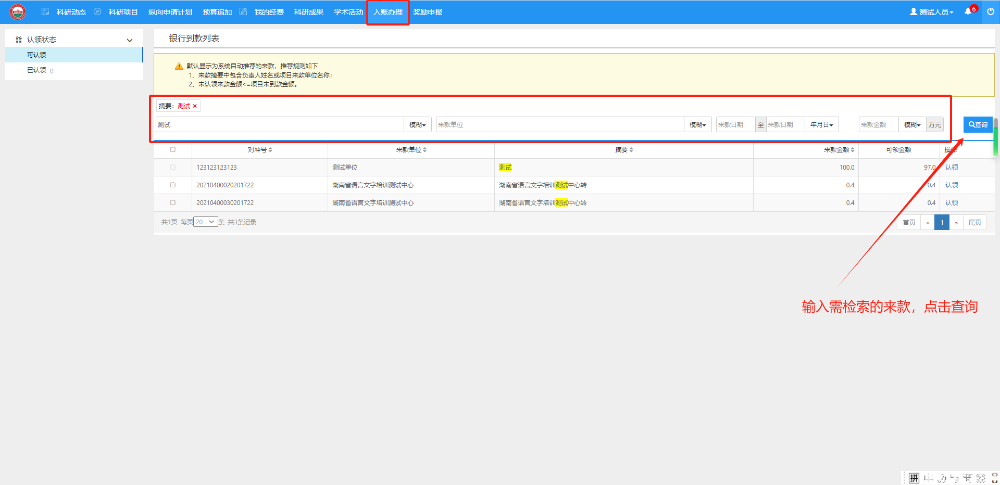 科研动态 科研项目 纵向申请计划 预算追加 我的经费 科研成果 学术活动 入账办理 奖励申报 测试人员 6
认领状态
可认领
已认领 0
银行到款列表
默认显示为系统自动推荐的来款，推荐规则如下
1、来款摘要中包含负责人姓名或项目来款单位名称；
2、未认领来款金额<=项目未到款金额。
摘要：测试 ×
测试 模糊 来款单位 模糊 来款日期 至 来款日期 年月日 来款金额 模糊 万元 查询
对冲号 来款单位 摘要 来款金额 可领金额 操作
123123123123 测试单位 测试 100.0 97.0 认领
20210400020201722 湖南省语言文字培训测试中心 湖南省语言文字培训测试中心转 0.4 0.4 认领
20210400030201722 湖南省语言文字培训测试中心 湖南省语言文字培训测试中心转 0.4 0.4 认领
共1页 每页 20 条 共3条记录 首页 « 1 » 尾页
输入需检索的来款，点击查询
拼